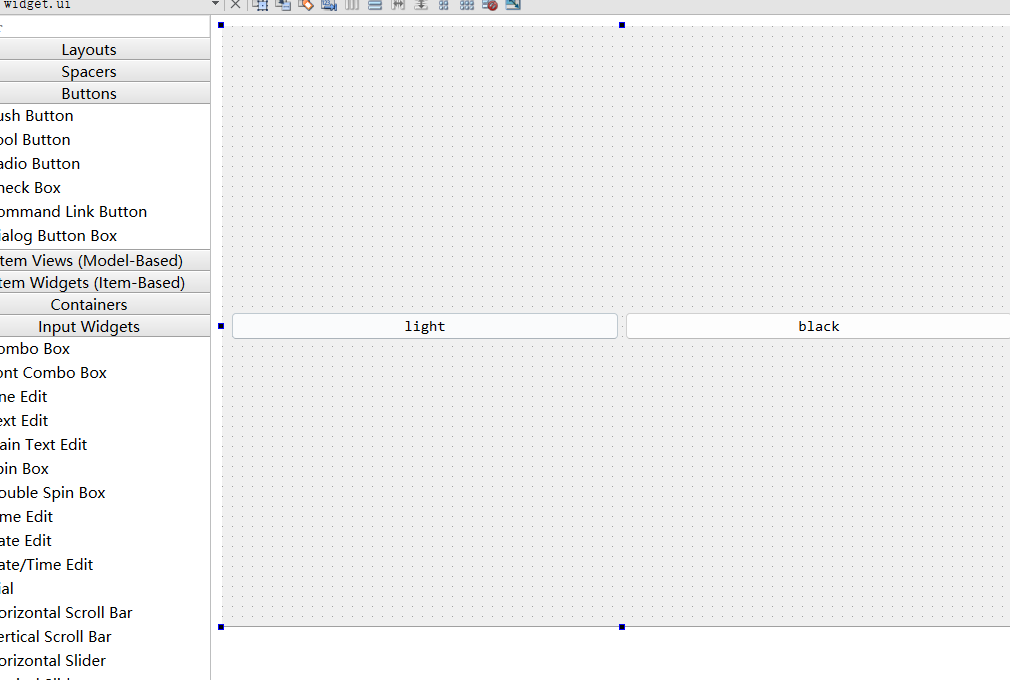 widget.ui
Layouts
Spacers
Buttons
ush Button
ool Button
adio Button
heck Box
ommand Link Button
ialog Button Box
tem Views (Model-Based)
tem Widgets (Item-Based)
Containers
Input Widgets
ombo Box
ont Combo Box
ne Edit
ext Edit
ain Text Edit
pin Box
ouble Spin Box
me Edit
ate Edit
ate/Time Edit
ial
orizontal Scroll Bar
ertical Scroll Bar
orizontal Slider
light
black